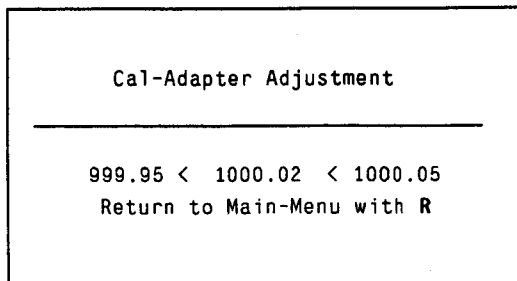 Cal-Adapter Adjustment
999.95 < 1000.02 < 1000.05
Return to Main-Menu with R